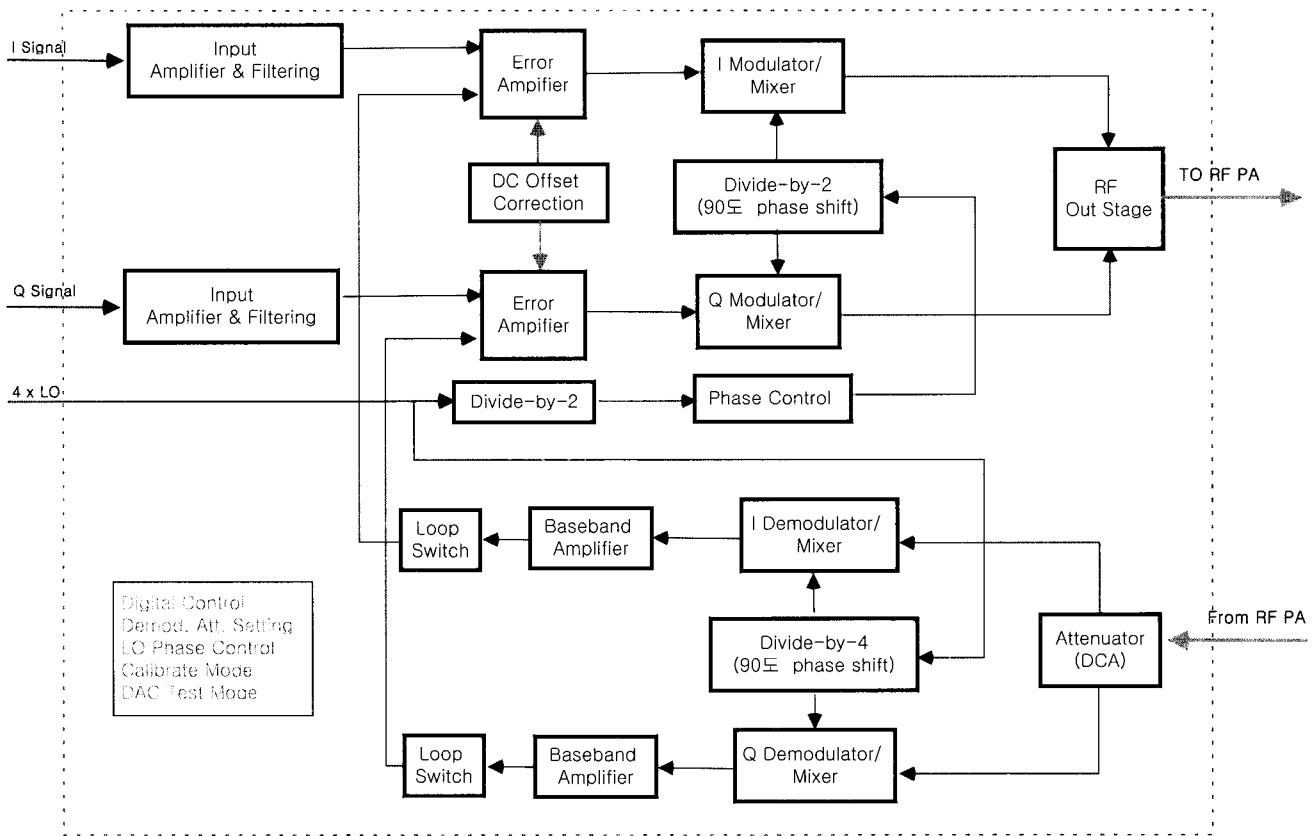 I Signal
Input
Amplifier & Filtering
Error
Ampifier
I Modulator/
Mixer
DC Offset
Correction
Divide-by-2
(90도 phase shift)
RF
Out Stage
TO RF PA
Q Signal
Input
Amplifier & Filtering
Error
Ampifier
Q Modulator/
Mixer
4 x LO
Divide-by-2
Phase Control
Loop
Switch
Baseband
Amplifier
I Demodulator/
Mixer
Digital Control
Demod. Att. Setting
LO Phase Control
Calibrate Mode
DAC Test Mode
Divide-by-4
(90도 phase shift)
Attenuator
(DCA)
From RF PA
Loop
Switch
Baseband
Amplifier
Q Demodulator/
Mixer